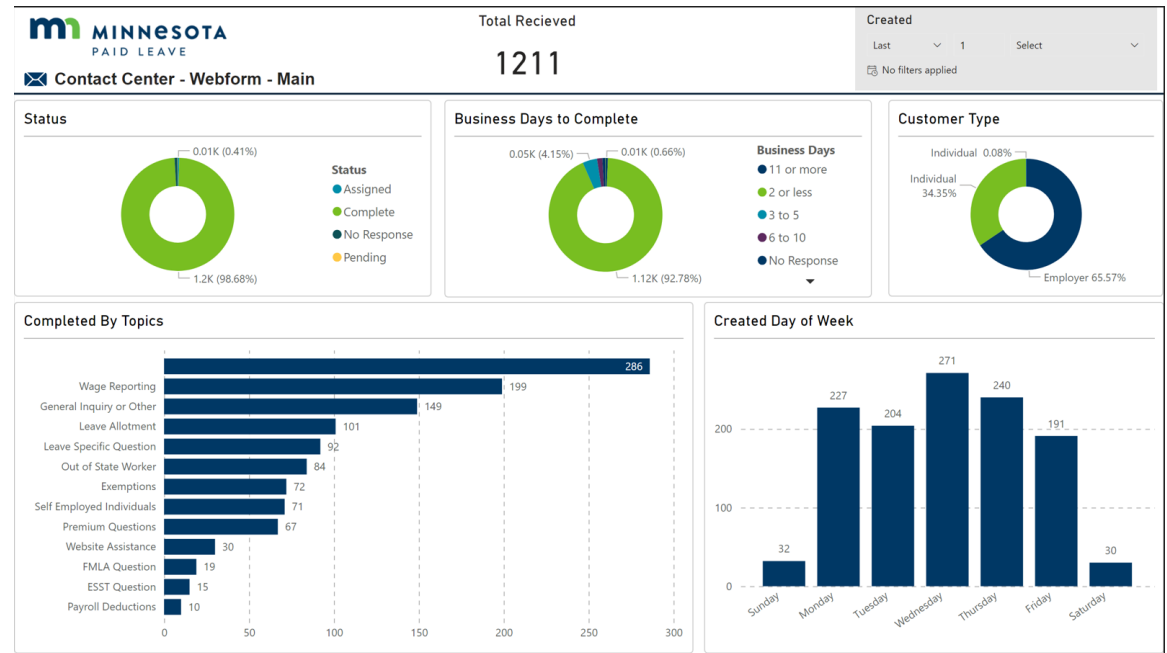 MINNESOTA
PAID LEAVE
Contact Center - Webform - Main
Total Recieved
1211
Created
Last
1
Select
No filters applied
Status
0.01K (0.41%)
1.2K (98.68%)
Status
Assigned
Complete
No Response
Pending
Business Days to Complete
0.05K (4.15%)
0.01K (0.66%)
1.12K (92.78%)
Business Days
11 or more
2 or less
3 to 5
6 to 10
No Response
Customer Type
Individual 0.08%
Individual
34.35%
Employer 65.57%
Completed By Topics
286
Wage Reporting 199
General Inquiry or Other 149
Leave Allotment 101
Leave Specific Question 92
Out of State Worker 84
Exemptions 72
Self Employed Individuals 71
Premium Questions 67
Website Assistance 30
FMLA Question 19
ESST Question 15
Payroll Deductions 10
0 50 100 150 200 250 300
Created Day of Week
200
100
0
32
227
204
271
240
191
30
Sunday Monday Tuesday Wednesday Thursday Friday Saturday